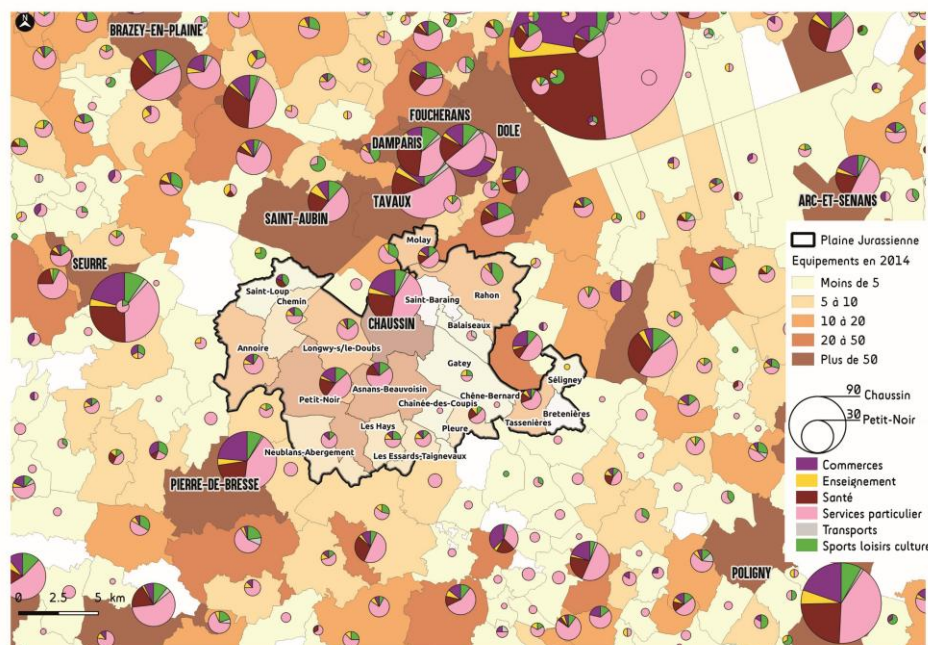 BRAZEY-EN-PLAINE
FOUCHERANS
DAMPARIS
DOLE
TAVAUX
SAINT-AUBIN
ARC-ET-SENANS
SEURRE
Molay
Saint-Loup
Chemin
Saint-Baraing
Rahon
CHAUSSIN
Balaiseaux
Annoire
Longwy-s/le-Doubs
Gatey
Séligney
Petit-Noir
Asnans-Beauvoisin
Chêne-Bernard
Chainée-des-Coupis
Bretenières
Tassenières
Pleure
Les Hays
Neublans-Abergement
Les Essards-Taignevaux
PIERRE-DE-BRESSE
POLIGNY
0 2.5 5 km
Plaine Jurassienne
Equipements en 2014
Moins de 5
5 à 10
10 à 20
20 à 50
Plus de 50
90 Chaussin
30 Petit-Noir
Commerces
Enseignement
Santé
Services particulier
Transports
Sports loisirs culture